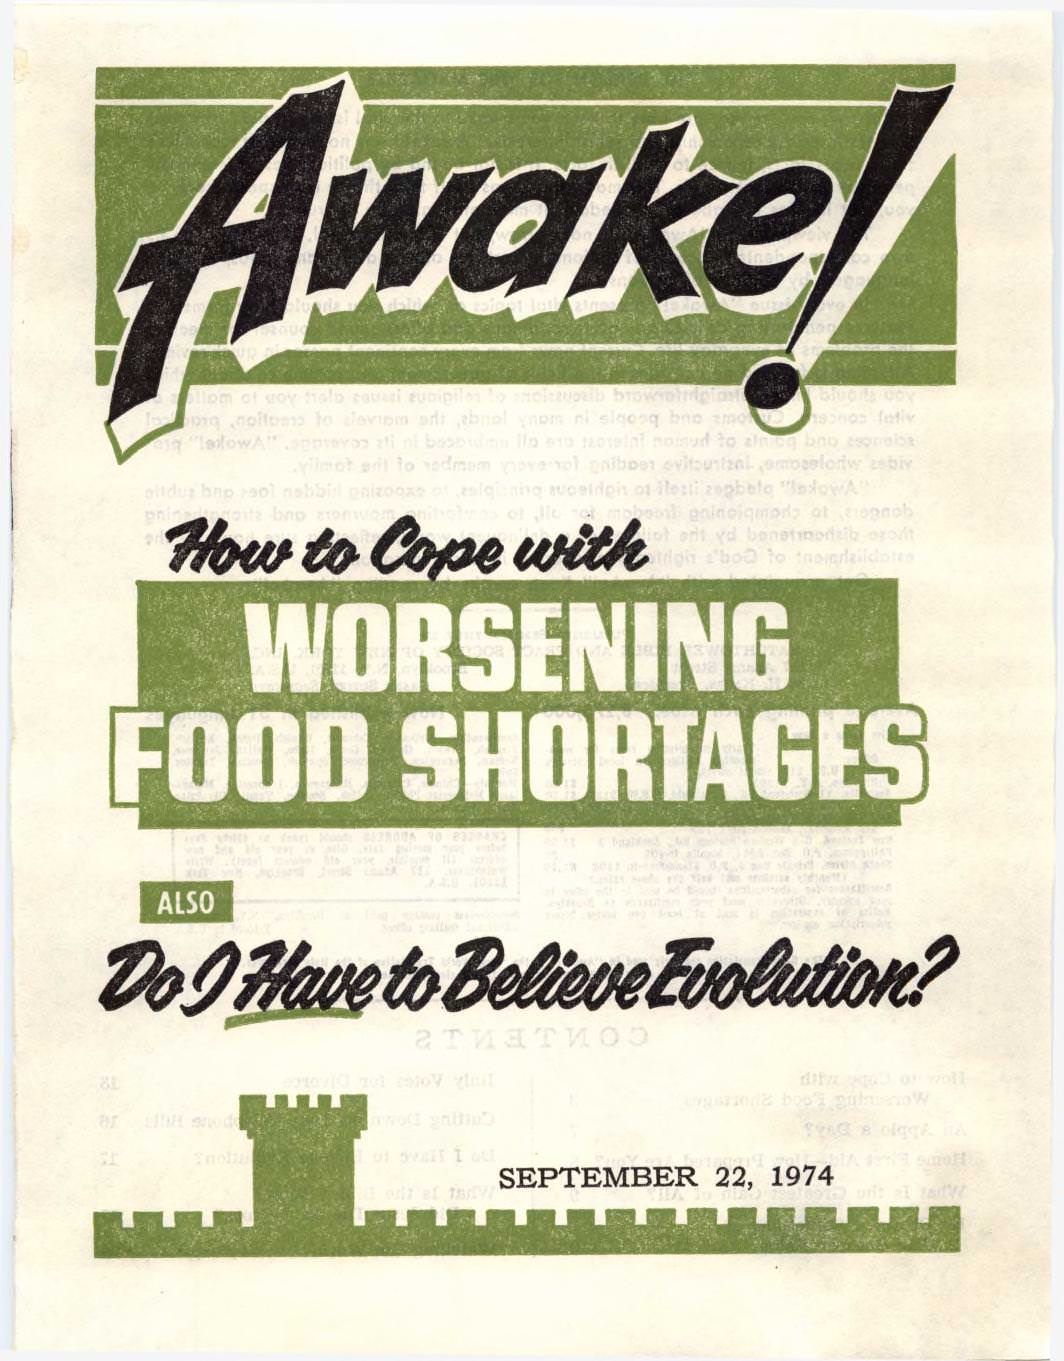 Awake!
How to Cope with
WORSENING
FOOD SHORTAGES
ALSO
Do I Have to Believe Evolution?
SEPTEMBER 22, 1974